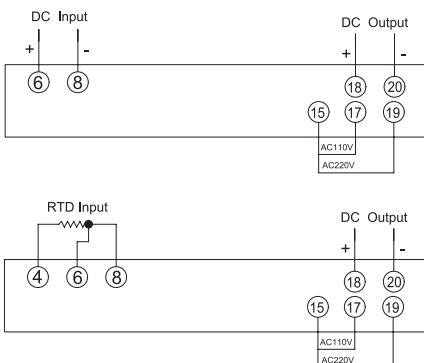 DC Input
DC Output
+ -
+ -
6 8
18 20
15 17 19
AC110V
AC220V
RTD Input
DC Output
+ -
4 6 8
18 20
15 17 19
AC110V
AC220V